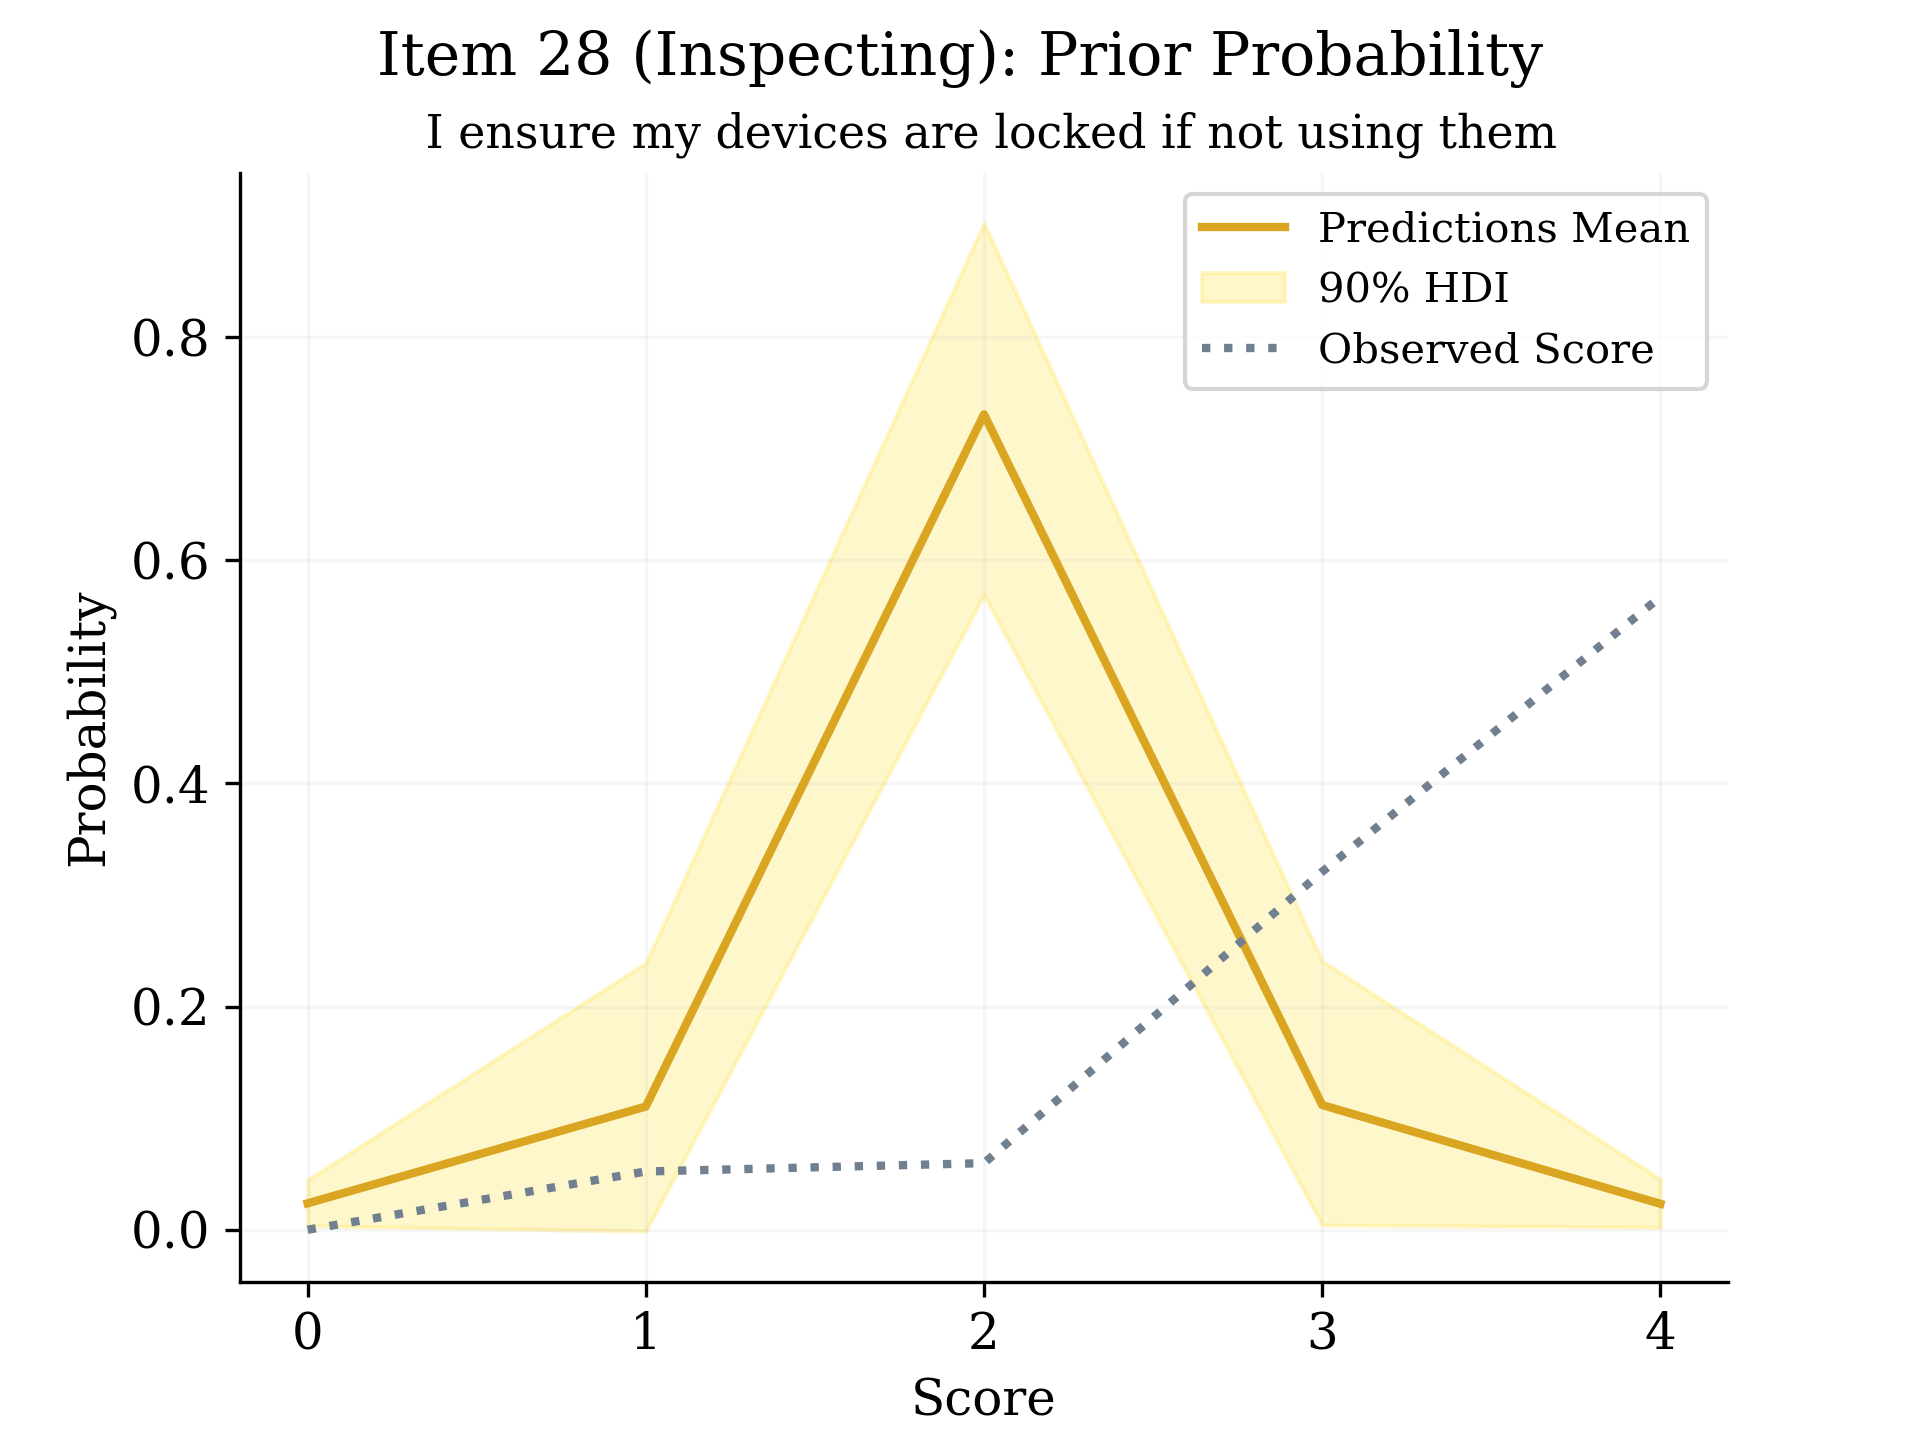 Item 28 (Inspecting): Prior Probability
I ensure my devices are locked if not using them
Predictions Mean
90% HDI
Observed Score
Probability
0.8
0.6
0.4
0.2
0.0
0 1 2 3 4
Score